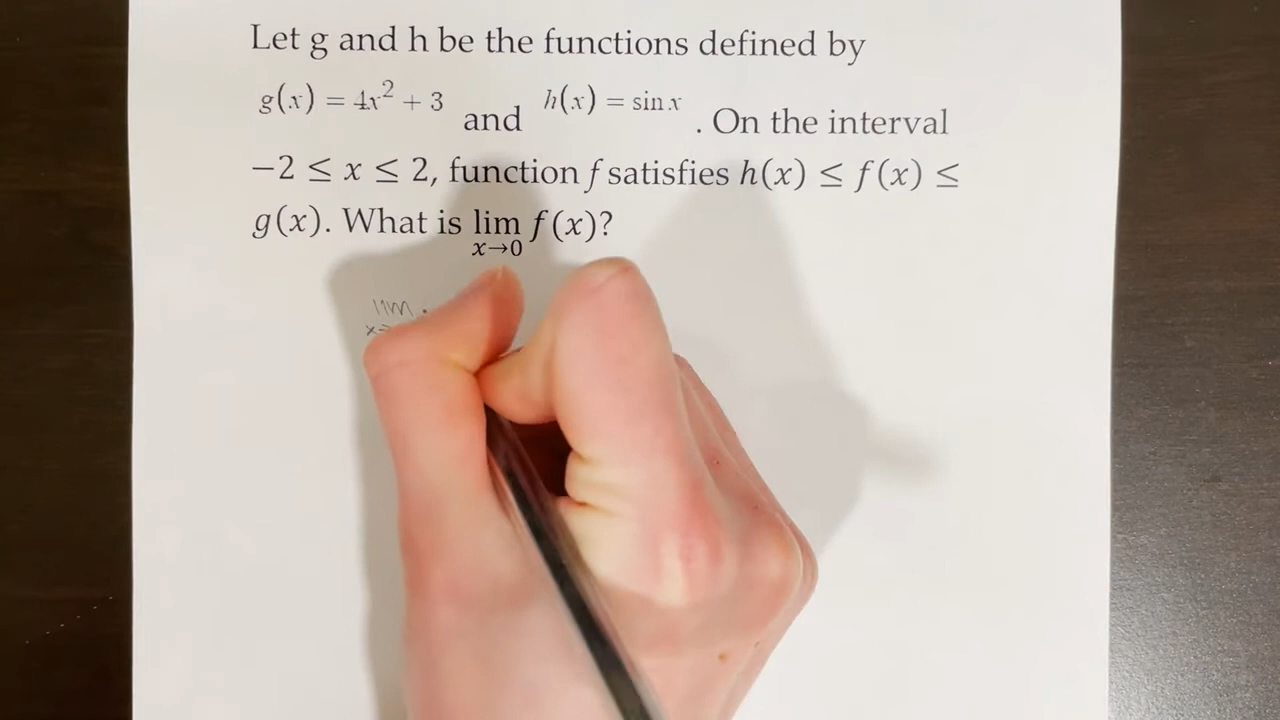 Let g and h be the functions defined by
g(x) = 4x² + 3 and h(x) = sin x . On the interval
−2 ≤ x ≤ 2, function f satisfies h(x) ≤ f(x) ≤
g(x). What is lim f(x)?
x→0
lim
x→